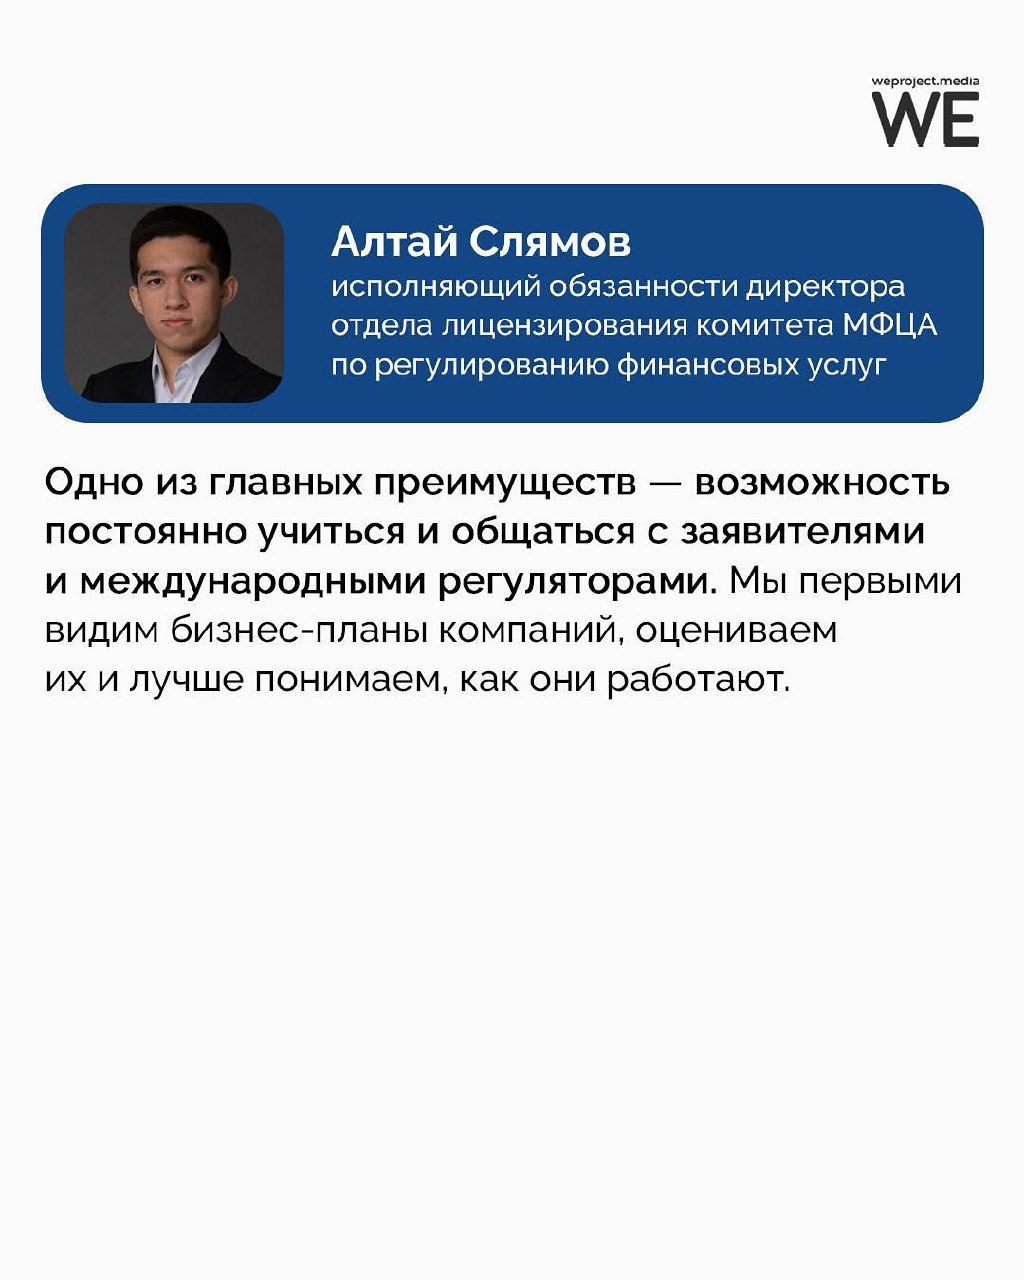 weproject.media
WE
Алтай Слямов
исполняющий обязанности директора
отдела лицензирования комитета МФЦА
по регулированию финансовых услуг
Одно из главных преимуществ — возможность
постоянно учиться и общаться с заявителями
и международными регуляторами. Мы первыми
видим бизнес-планы компаний, оцениваем
их и лучше понимаем, как они работают.